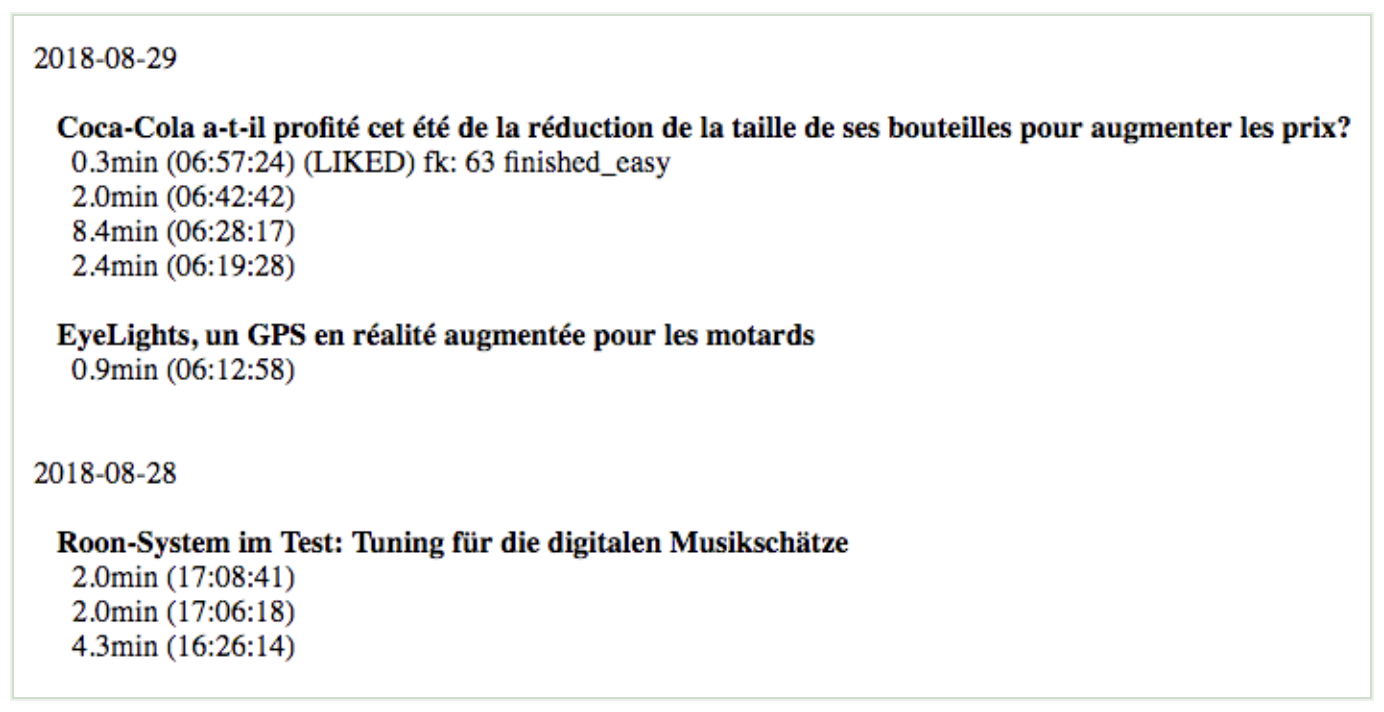 2018-08-29
Coca-Cola a-t-il profité cet été de la réduction de la taille de ses bouteilles pour augmenter les prix?
0.3min (06:57:24) (LIKED) fk: 63 finished_easy
2.0min (06:42:42)
8.4min (06:28:17)
2.4min (06:19:28)
EyeLights, un GPS en réalité augmentée pour les motards
0.9min (06:12:58)
2018-08-28
Roon-System im Test: Tuning für die digitalen Musikschätze
2.0min (17:08:41)
2.0min (17:06:18)
4.3min (16:26:14)